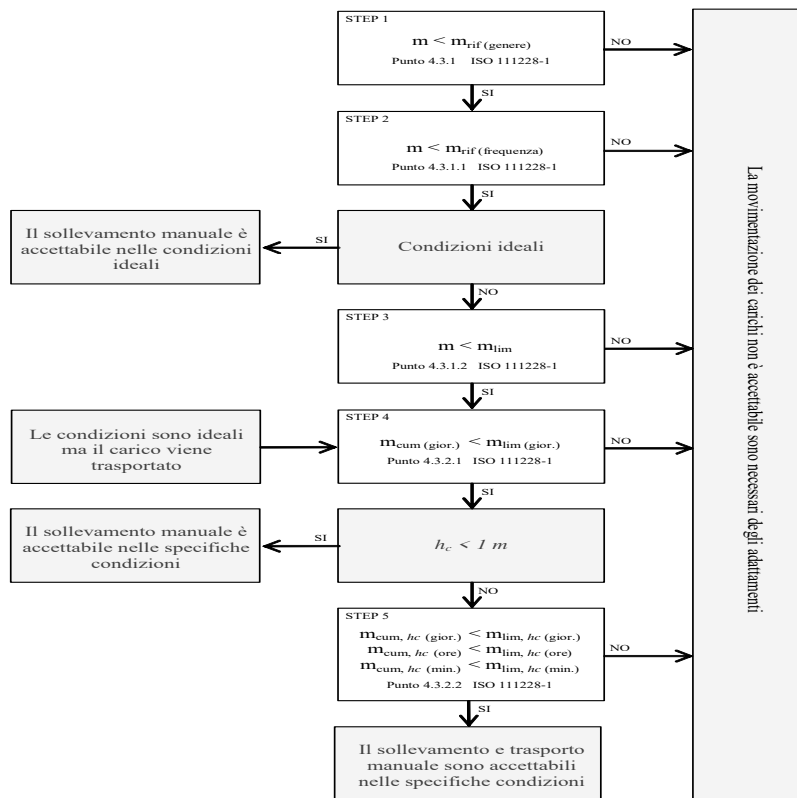 STEP 1
m < mrif (genere)
Punto 4.3.1 ISO 111228-1
NO
SI
STEP 2
m < mrif (frequenza)
Punto 4.3.1.1 ISO 111228-1
NO
SI
Il sollevamento manuale è
accettabile nelle condizioni
ideali
SI
Condizioni ideali
NO
STEP 3
m < mlim
Punto 4.3.1.2 ISO 111228-1
NO
SI
Le condizioni sono ideali
ma il carico viene
trasportato
STEP 4
mcum (gior.) < mlim (gior.)
Punto 4.3.2.1 ISO 111228-1
NO
SI
Il sollevamento manuale è
accettabile nelle specifiche
condizioni
SI
hc < 1 m
NO
STEP 5
mcum, hc (gior.) < mlim, hc (gior.)
mcum, hc (ore) < mlim, hc (ore)
mcum, hc (min.) < mlim, hc (min.)
Punto 4.3.2.2 ISO 111228-1
NO
SI
Il sollevamento e trasporto
manuale sono accettabili
nelle specifiche condizioni
La movimentazione dei carichi non è accettabile sono necessari degli adattamenti